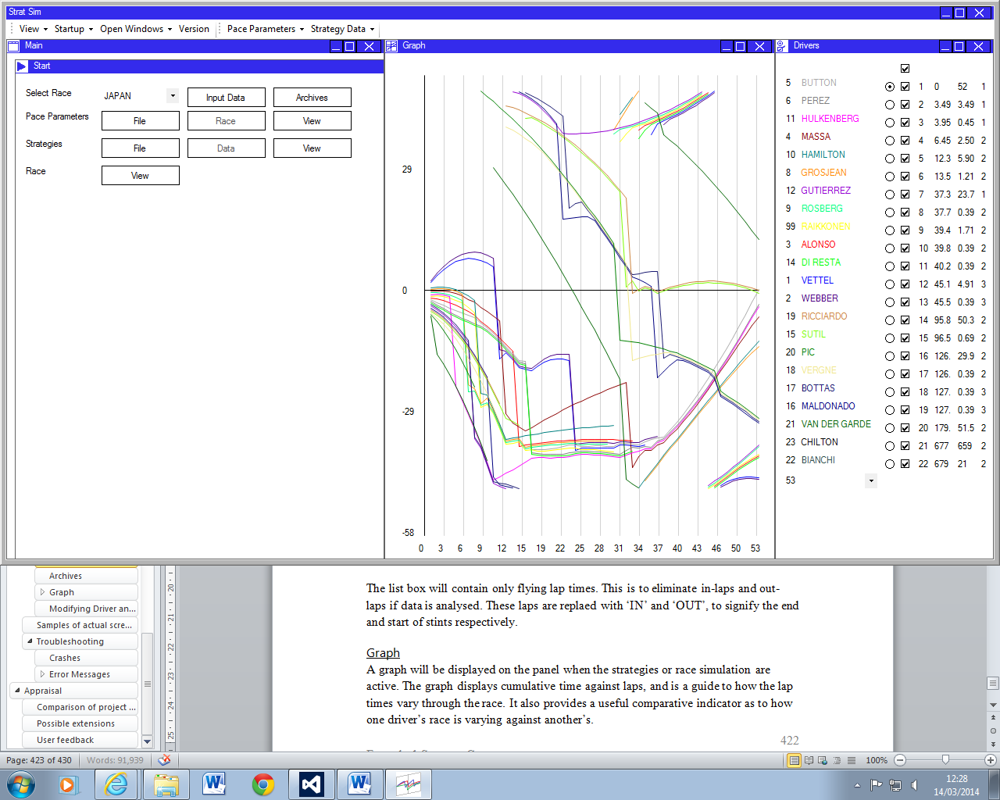 Strat Sim
View Startup Open Windows Version Pace Parameters Strategy Data
Main
Start
Select Race JAPAN Input Data Archives
Pace Parameters File Race View
Strategies File Data View
Race View
Graph
29
0
-29
-58
0 3 6 9 12 15 19 22 25 28 31 34 37 40 43 46 50 53
Drivers
5 BUTTON 1 0 52 1
6 PEREZ 2 3.49 3.49 1
11 HULKENBERG 3 3.95 0.45 1
4 MASSA 4 6.45 2.50 2
10 HAMILTON 5 12.3 5.90 2
8 GROSJEAN 6 13.5 1.21 2
12 GUTIERREZ 7 37.3 23.7 1
9 ROSBERG 8 37.7 0.39 2
99 RAIKKONEN 9 39.4 1.71 2
3 ALONSO 10 39.8 0.39 2
14 DI RESTA 11 40.2 0.39 2
1 VETTEL 12 45.1 4.91 3
2 WEBBER 13 45.5 0.39 3
19 RICCIARDO 14 95.8 50.3 2
15 SUTIL 15 96.5 0.69 2
20 PIC 16 126. 29.9 2
18 VERGNE 17 126. 0.39 2
17 BOTTAS 18 127. 0.39 3
16 MALDONADO 19 127. 0.39 3
21 VAN DER GARDE 20 179. 51.5 2
23 CHILTON 21 677 659 2
22 BIANCHI 22 679 21 2
53
Archives
Graph
Modifying Driver an...
Samples of actual scre...
Troubleshooting
Crashes
Error Messages
Appraisal
Comparison of project ...
Possible extensions
User feedback
20
21
22
23
24
25
The list box will contain only flying lap times. This is to eliminate in-laps and out-
laps if data is analysed. These laps are replaed with ‘IN’ and ‘OUT’, to signify the end
and start of stints respectively.
Graph
A graph will be displayed on the panel when the strategies or race simulation are
active. The graph displays cumulative time against laps, and is a guide to how the lap
times vary through the race. It also provides a useful comparative indicator as to how
one driver’s race is varying against another’s.
422
Page: 423 of 430 Words: 91,939 100%
12:28
14/03/2014